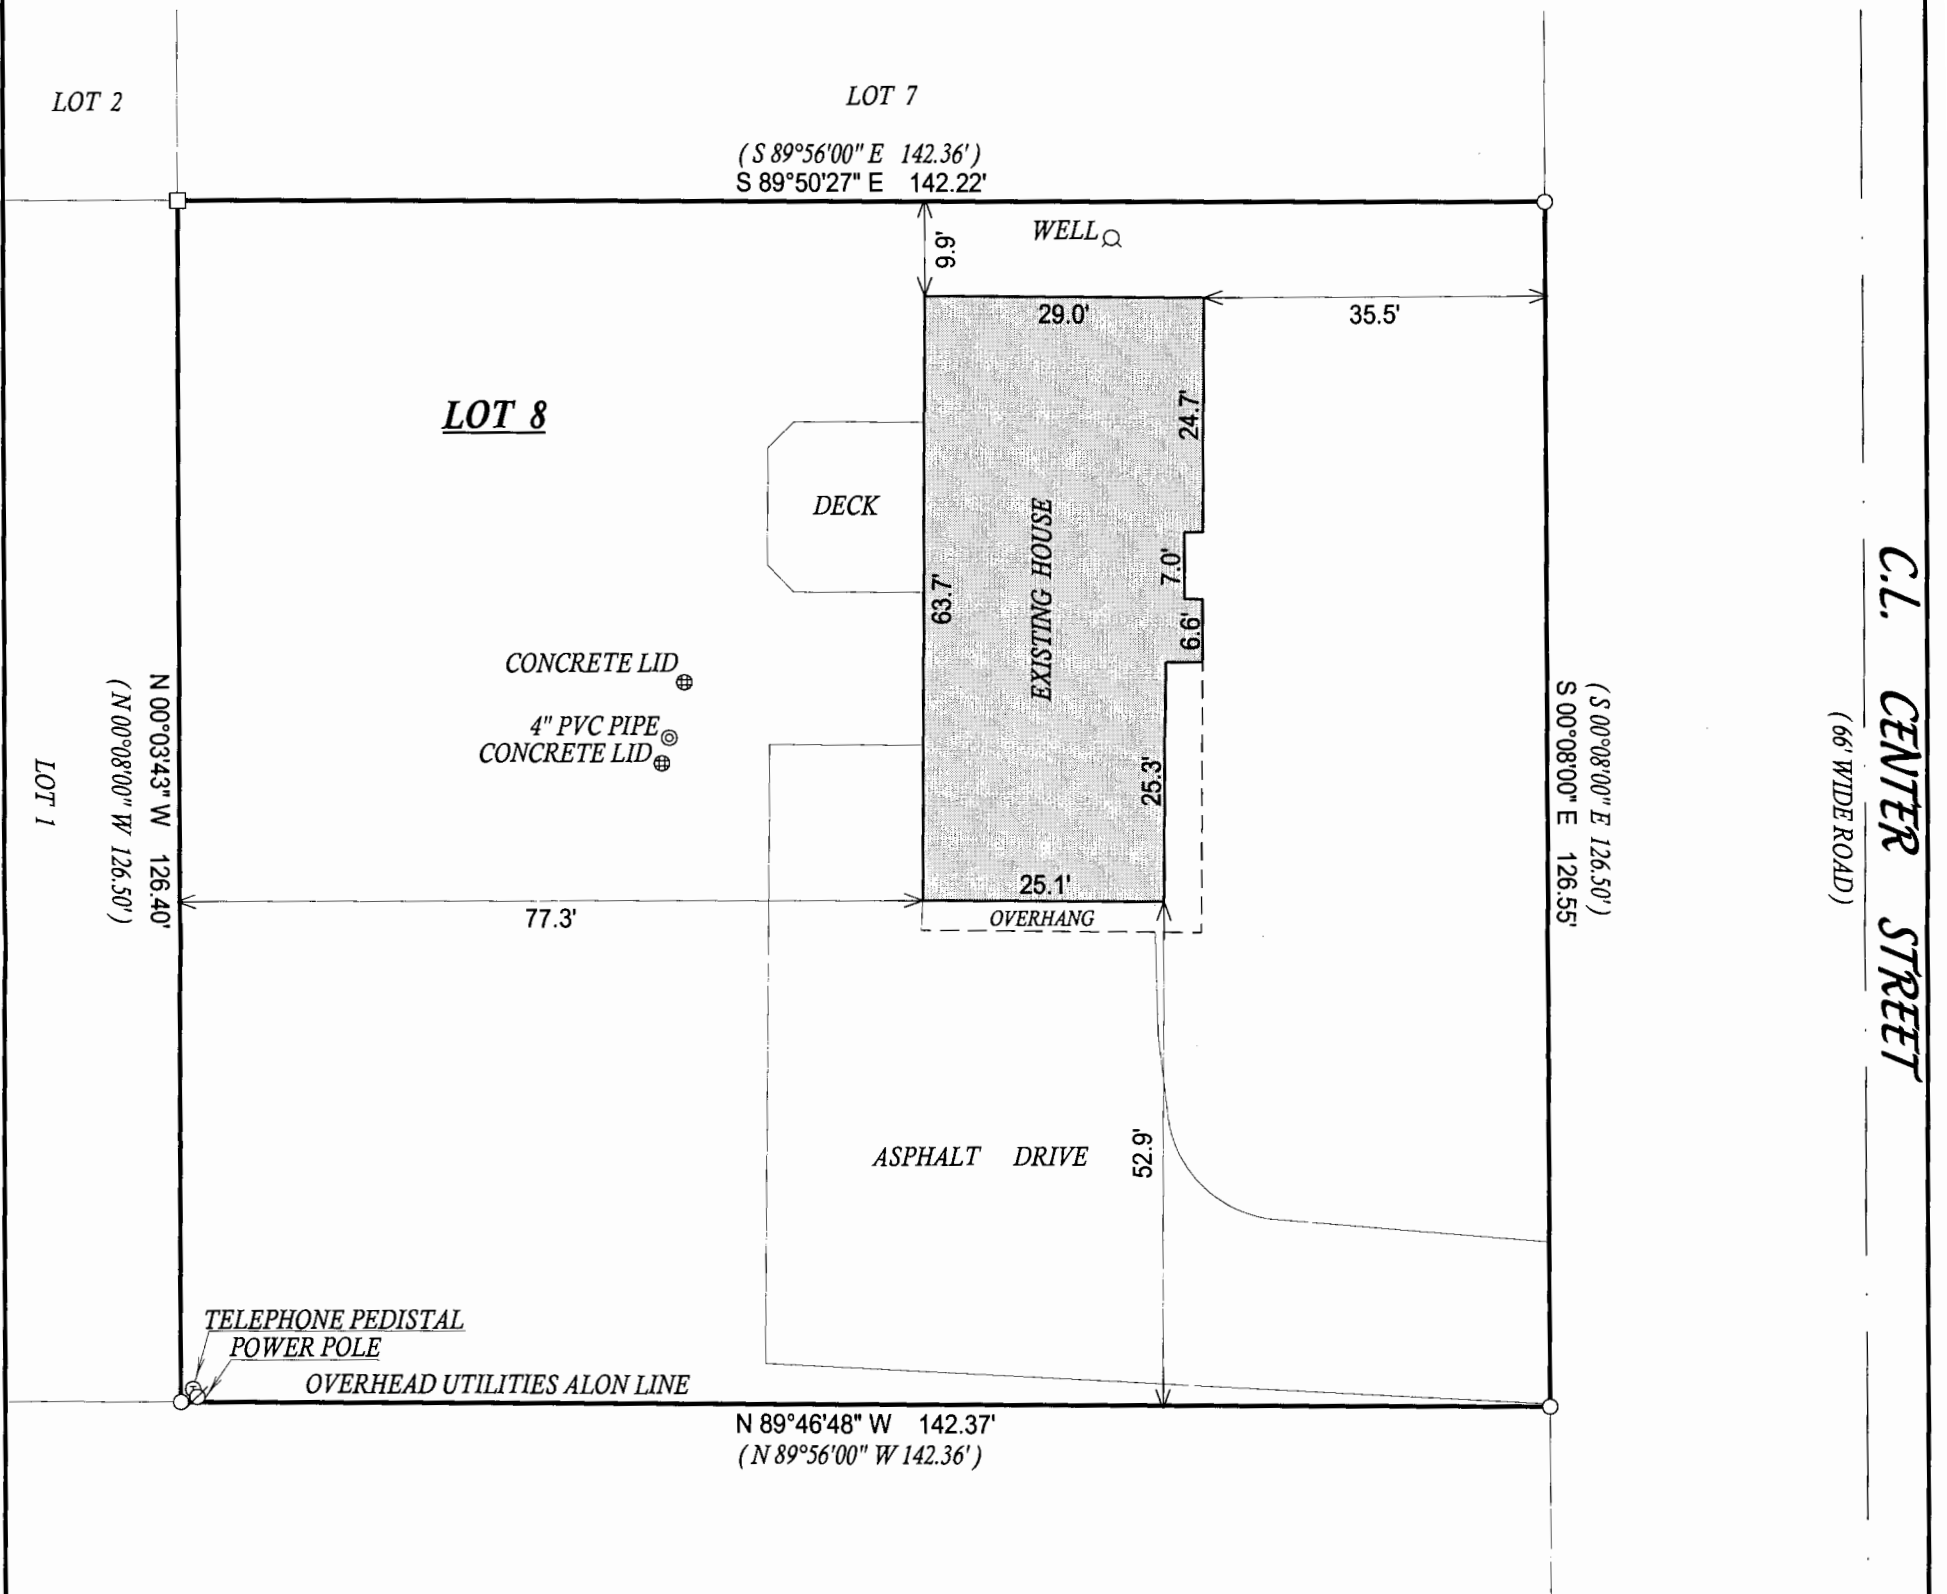 LOT 2
LOT 7
( S 89°56'00" E 142.36' )
S 89°50'27" E 142.22'
WELL
9.9'
29.0'
35.5'
LOT 8
24.7'
DECK
EXISTING HOUSE
7.0'
63.7'
6.6'
CONCRETE LID
4" PVC PIPE
CONCRETE LID
25.3'
25.1'
OVERHANG
77.3'
LOT 1
( N 00°08'00" W 126.50' )
N 00°03'43" W 126.40'
S 00°08'00" E 126.55'
( S 00°08'00" E 126.50' )
( 66' WIDE ROAD )
C.L. CENTER STREET
ASPHALT DRIVE
52.9'
TELEPHONE PEDISTAL
POWER POLE
OVERHEAD UTILITIES ALON LINE
N 89°46'48" W 142.37'
( N 89°56'00" W 142.36' )